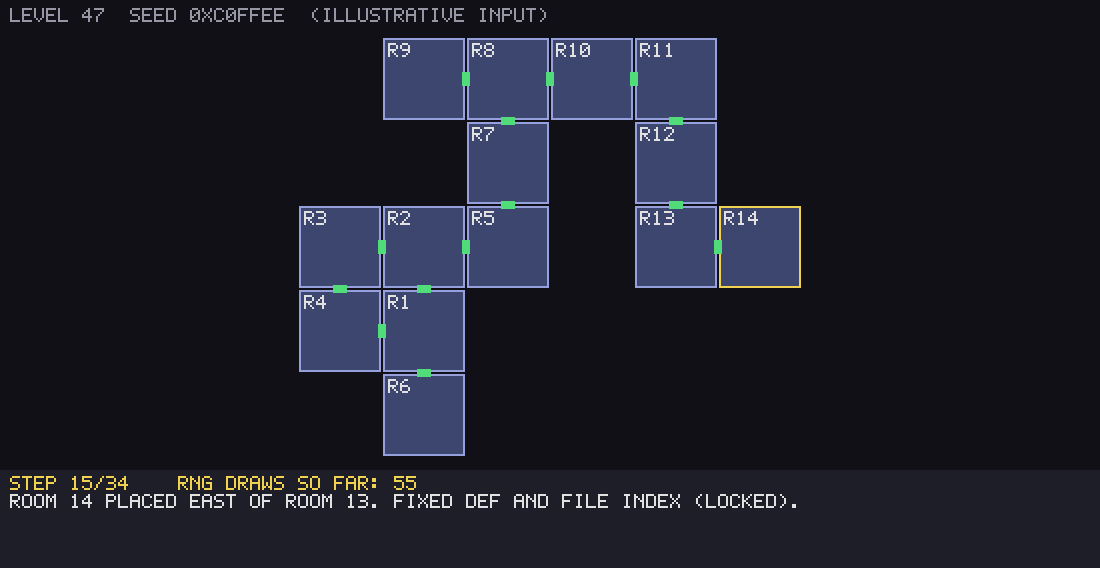 LEVEL 47  SEED 0XC0FFEE  (ILLUSTRATIVE INPUT)
R9 R8 R10 R11
R7 R12
R3 R2 R5 R13 R14
R4 R1
R6
STEP 15/34    RNG DRAWS SO FAR: 55
ROOM 14 PLACED EAST OF ROOM 13. FIXED DEF AND FILE INDEX (LOCKED).